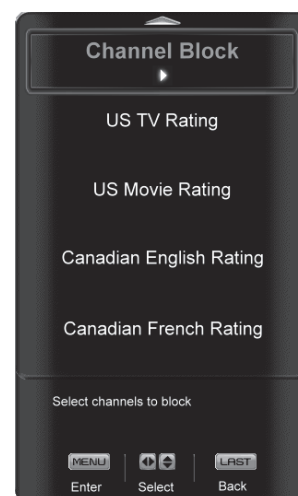 Channel Block
US TV Rating
US Movie Rating
Canadian English Rating
Canadian French Rating
Select channels to block
MENU LAST
Enter Select Back